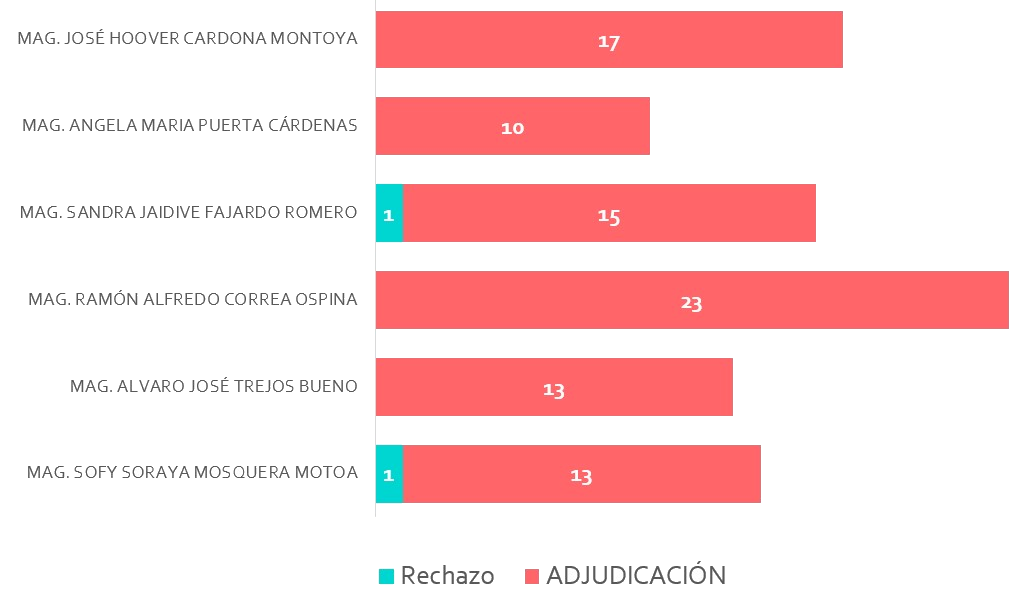 MAG. JOSÉ HOOVER CARDONA MONTOYA 17
MAG. ANGELA MARIA PUERTA CÁRDENAS 10
MAG. SANDRA JAIDIVE FAJARDO ROMERO 1 15
MAG. RAMÓN ALFREDO CORREA OSPINA 23
MAG. ALVARO JOSÉ TREJOS BUENO 13
MAG. SOFY SORAYA MOSQUERA MOTOA 1 13
Rechazo ADJUDICACIÓN